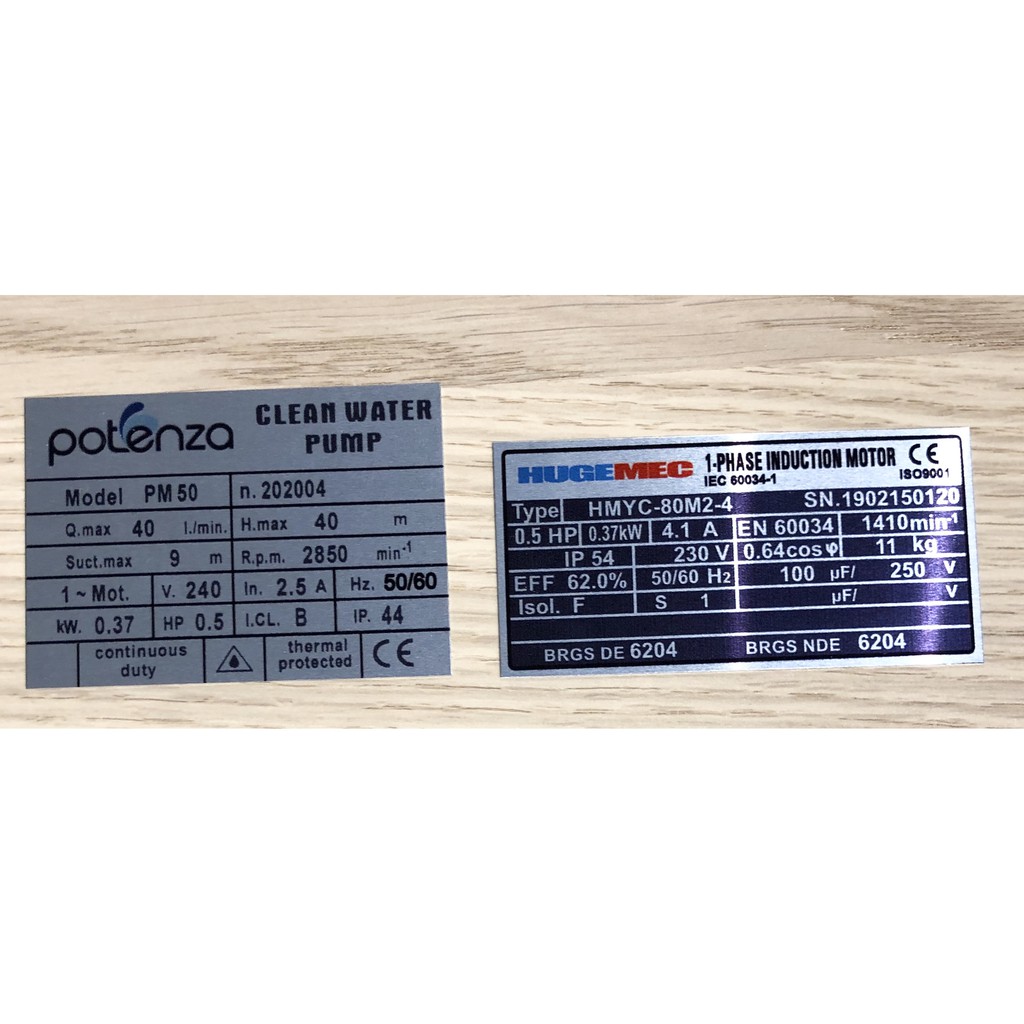 potenza CLEAN WATER
PUMP
Model PM 50 n. 202004
Q.max 40 l./min. H.max 40 m
Suct.max 9 m R.p.m. 2850 min-1
1 ~ Mot. V. 240 In. 2.5 A Hz. 50/60
kW. 0.37 HP 0.5 I.CL. B IP. 44
continuous
duty
thermal
protected
CE
HUGEMEC 1-PHASE INDUCTION MOTOR CE
IEC 60034-1 ISO9001
Type HMYC-80M2-4 SN.1902150120
0.5 HP 0.37kW 4.1 A EN 60034 1410min-1
IP 54 230 V 0.64cosφ 11 kg
EFF 62.0% 50/60 Hz 100 µF/ 250 V
Isol. F S 1 µF/ V
BRGS DE 6204 BRGS NDE 6204